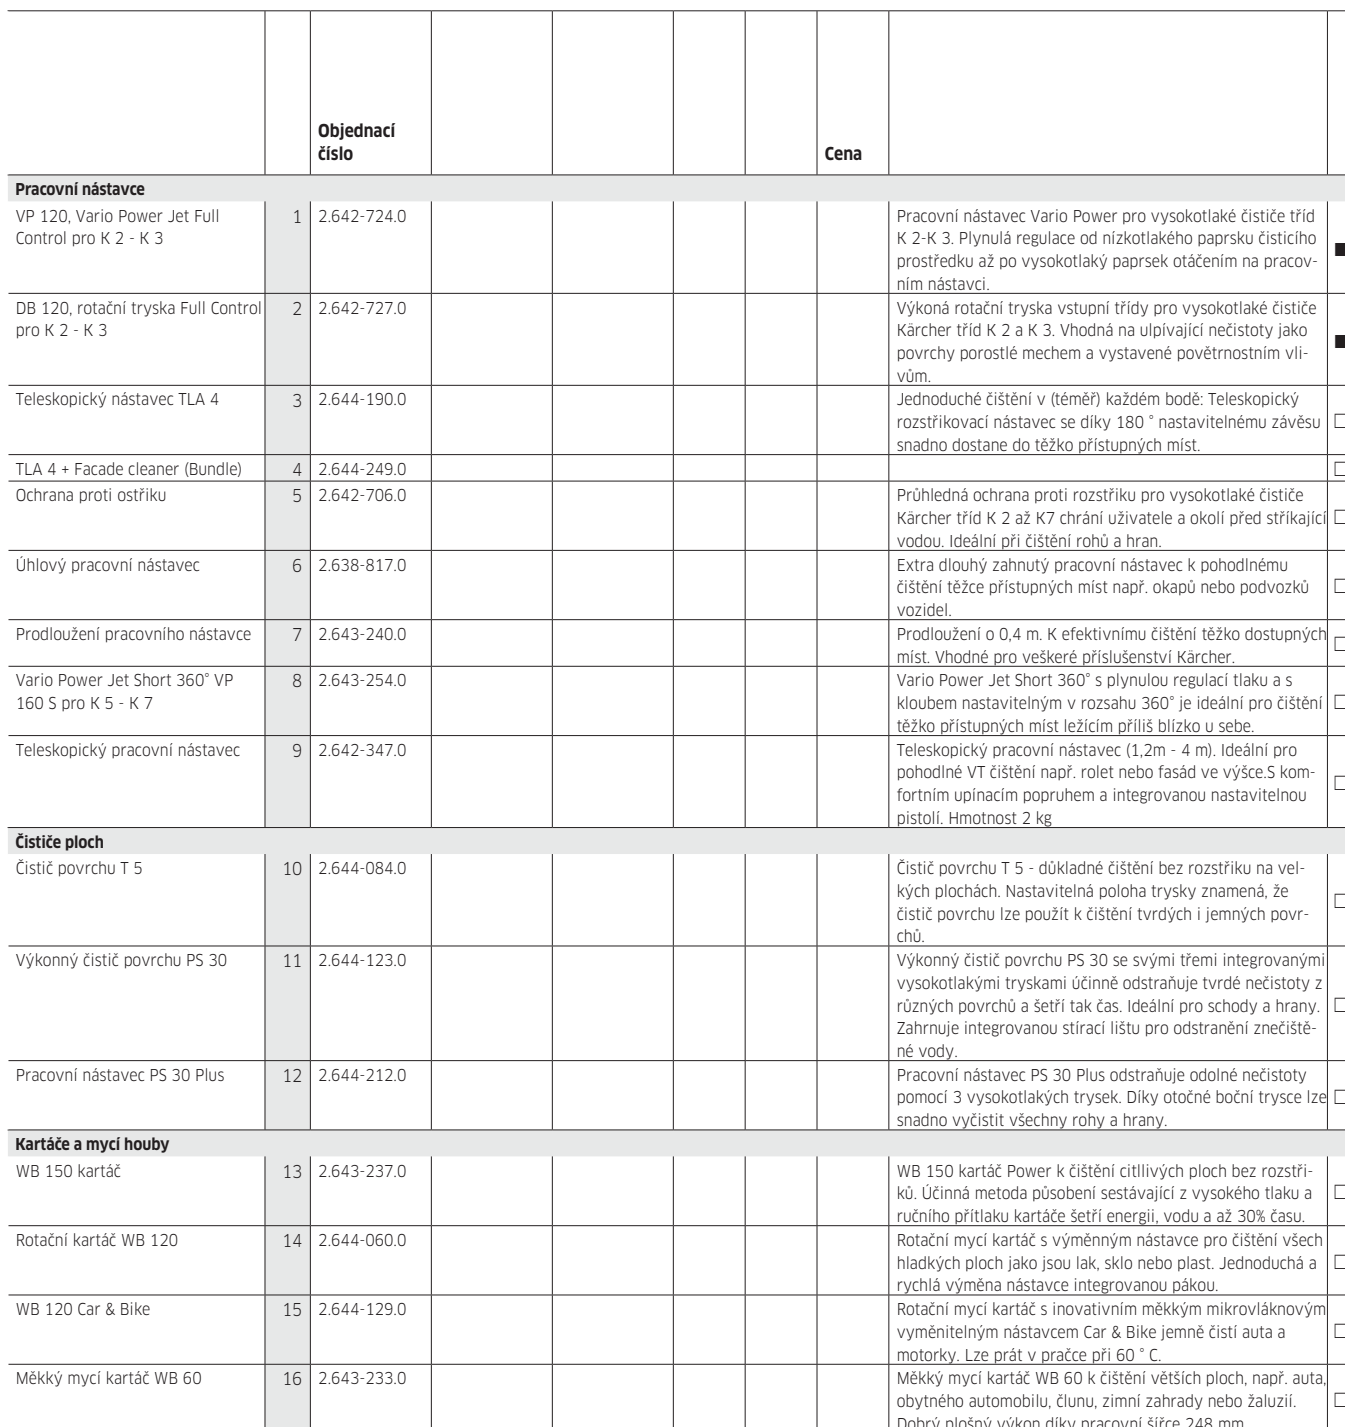 Objednací
číslo
Cena
Pracovní nástavce
VP 120, Vario Power Jet Full
Control pro K 2 - K 3
1
2.642-724.0
Pracovní nástavec Vario Power pro vysokotlaké čističe tříd
K 2-K 3. Plynulá regulace od nízkotlakého paprsku čisticího
prostředku až po vysokotlaký paprsek otáčením na pracov-
ním nástavci.
DB 120, rotační tryska Full Control
pro K 2 - K 3
2
2.642-727.0
Výkoná rotační tryska vstupní třídy pro vysokotlaké čističe
Kärcher tříd K 2 a K 3. Vhodná na ulpívající nečistoty jako
povrchy porostlé mechem a vystavené povětrnostním vli-
vům.
Teleskopický nástavec TLA 4
3
2.644-190.0
Jednoduché čištění v (téměř) každém bodě: Teleskopický
rozstřikovací nástavec se díky 180 ° nastavitelnému závěsu
snadno dostane do těžko přístupných míst.
TLA 4 + Facade cleaner (Bundle)
4
2.644-249.0
Ochrana proti ostřiku
5
2.642-706.0
Průhledná ochrana proti rozstřiku pro vysokotlaké čističe
Kärcher tříd K 2 až K7 chrání uživatele a okolí před stříkající
vodou. Ideální při čištění rohů a hran.
Úhlový pracovní nástavec
6
2.638-817.0
Extra dlouhý zahnutý pracovní nástavec k pohodlnému
čištění těžce přístupných míst např. okapů nebo podvozků
vozidel.
Prodloužení pracovního nástavce
7
2.643-240.0
Prodloužení o 0,4 m. K efektivnímu čištění těžko dostupných
míst. Vhodné pro veškeré příslušenství Kärcher.
Vario Power Jet Short 360° VP
160 S pro K 5 - K 7
8
2.643-254.0
Vario Power Jet Short 360° s plynulou regulací tlaku a s
kloubem nastavitelným v rozsahu 360° je ideální pro čištění
těžko přístupných míst ležícím příliš blízko u sebe.
Teleskopický pracovní nástavec
9
2.642-347.0
Teleskopický pracovní nástavec (1,2m - 4 m). Ideální pro
pohodlné VT čištění např. rolet nebo fasád ve výšce.S kom-
fortním upínacím popruhem a integrovanou nastavitelnou
pistolí. Hmotnost 2 kg
Čističe ploch
Čistič povrchu T 5
10
2.644-084.0
Čistič povrchu T 5 - důkladné čištění bez rozstřiku na vel-
kých plochách. Nastavitelná poloha trysky znamená, že
čistič povrchu lze použít k čištění tvrdých i jemných povr-
chů.
Výkonný čistič povrchu PS 30
11
2.644-123.0
Výkonný čistič povrchu PS 30 se svými třemi integrovanými
vysokotlakými tryskami účinně odstraňuje tvrdé nečistoty z
různých povrchů a šetří tak čas. Ideální pro schody a hrany.
Zahrnuje integrovanou stírací lištu pro odstranění znečiště-
né vody.
Pracovní nástavec PS 30 Plus
12
2.644-212.0
Pracovní nástavec PS 30 Plus odstraňuje odolné nečistoty
pomocí 3 vysokotlakých trysek. Díky otočné boční trysce lze
snadno vyčistit všechny rohy a hrany.
Kartáče a mycí houby
WB 150 kartáč
13
2.643-237.0
WB 150 kartáč Power k čištění citllivých ploch bez rozstři-
ků. Účinná metoda působení sestávající z vysokého tlaku a
ručního přítlaku kartáče šetří energii, vodu a až 30% času.
Rotační kartáč WB 120
14
2.644-060.0
Rotační mycí kartáč s výměnným nástavce pro čištění všech
hladkých ploch jako jsou lak, sklo nebo plast. Jednoduchá a
rychlá výměna nástavce integrovanou pákou.
WB 120 Car & Bike
15
2.644-129.0
Rotační mycí kartáč s inovativním měkkým mikrovláknovým
vyměnitelným nástavcem Car & Bike jemně čistí auta a
motorky. Lze prát v pračce při 60 ° C.
Měkký mycí kartáč WB 60
16
2.643-233.0
Měkký mycí kartáč WB 60 k čištění větších ploch, např. auta,
obytného automobilu, člunu, zimní zahrady nebo žaluzií.
Dobrý plošný výkon díky pracovní šířce 248 mm